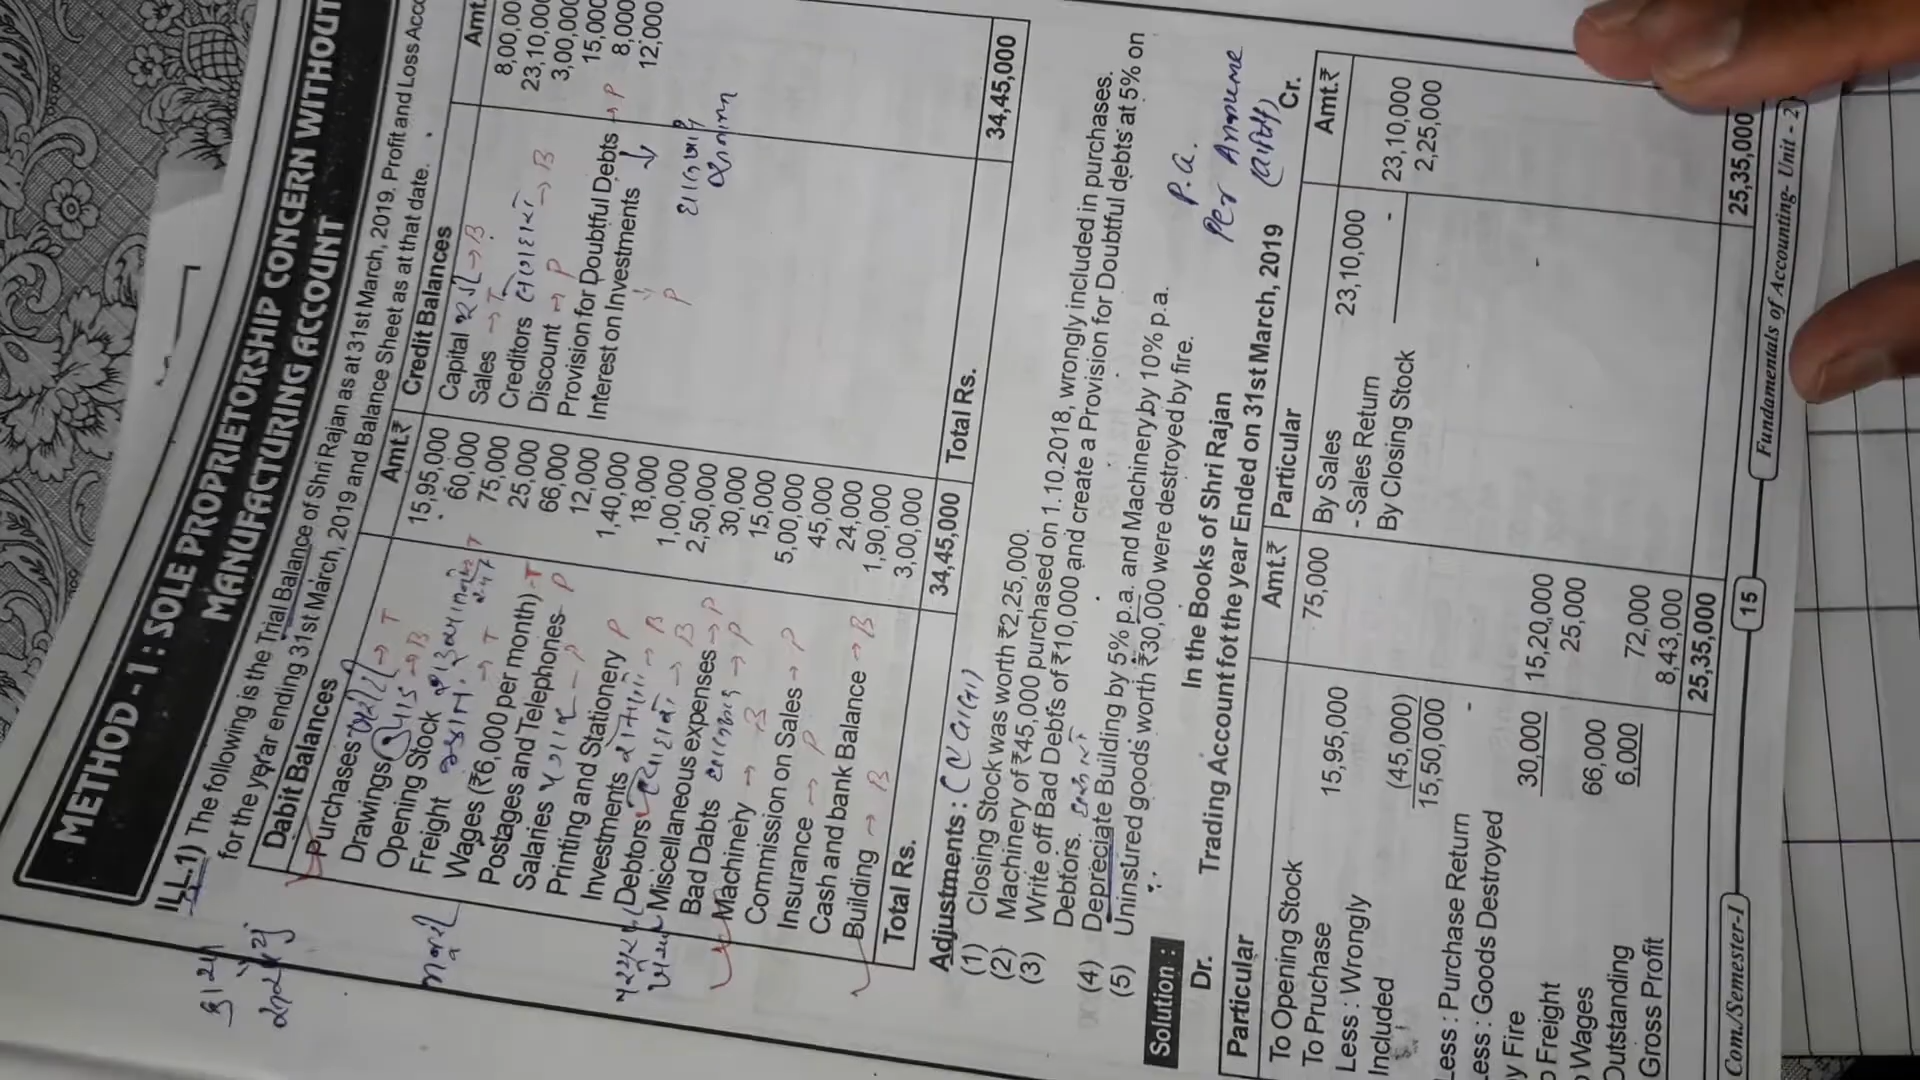 METHOD - 1 : SOLE PROPRIETORSHIP CONCERN WITHOUT
MANUFACTURING ACCOUNT
ILL.1) The following is the Trial Balance of Shri Rajan as at 31st March, 2019. Profit and Loss Acco
for the year ending 31st March, 2019 and Balance Sheet as at that date.
Dabit Balances Amt.₹ Credit Balances Amt.
Purchases → T 15,95,000 Capital → B 8,00,00
Drawings → B 60,000 Sales → T 23,10,000
Opening Stock T 75,000 Creditors → B 3,00,000
Freight → T 25,000 Discount → P 15,000
Wages (₹6,000 per month) - T 66,000 Provision for Doubtful Debts → P 8,000
Postages and Telephones P 12,000 Interest on Investments 12,000
Salaries - P 1,40,000 P
Printing and Stationery P 18,000
Investments → B 1,00,000
Debtors → B 2,50,000
Miscellaneous expenses → P 30,000
Bad Dabts → P 15,000
Machinery → B 5,00,000
Commission on Sales → P 45,000
Insurance → P 24,000
Cash and bank Balance → B 1,90,000
Building → B 3,00,000
Total Rs. 34,45,000 Total Rs. 34,45,000
Adjustments :
(1) Closing Stock was worth ₹2,25,000.
(2) Machinery of ₹45,000 purchased on 1.10.2018, wrongly included in purchases.
(3) Write off Bad Debts of ₹10,000 and create a Provision for Doubtful debts at 5% on
Debtors.
(4) Depreciate Building by 5% p.a. and Machinery by 10% p.a.
(5) Uninsured goods worth ₹30,000 were destroyed by fire.
P.a.
Per Annume
Solution :
In the Books of Shri Rajan
Dr. Trading Account fot the year Ended on 31st March, 2019 Cr.
Particular Amt.₹ Particular Amt.₹
To Opening Stock 75,000 By Sales 23,10,000
To Pruchase 15,95,000 - Sales Return - 23,10,000
Less : Wrongly By Closing Stock 2,25,000
Included (45,000)
15,50,000
Less : Purchase Return -
Less : Goods Destroyed
y Fire 30,000 15,20,000
o Freight 25,000
Wages 66,000
Outstanding 6,000 72,000
Gross Profit 8,43,000
25,35,000 25,35,000
Com/Semester-I 15 Fundamentals of Accounting- Unit - 2